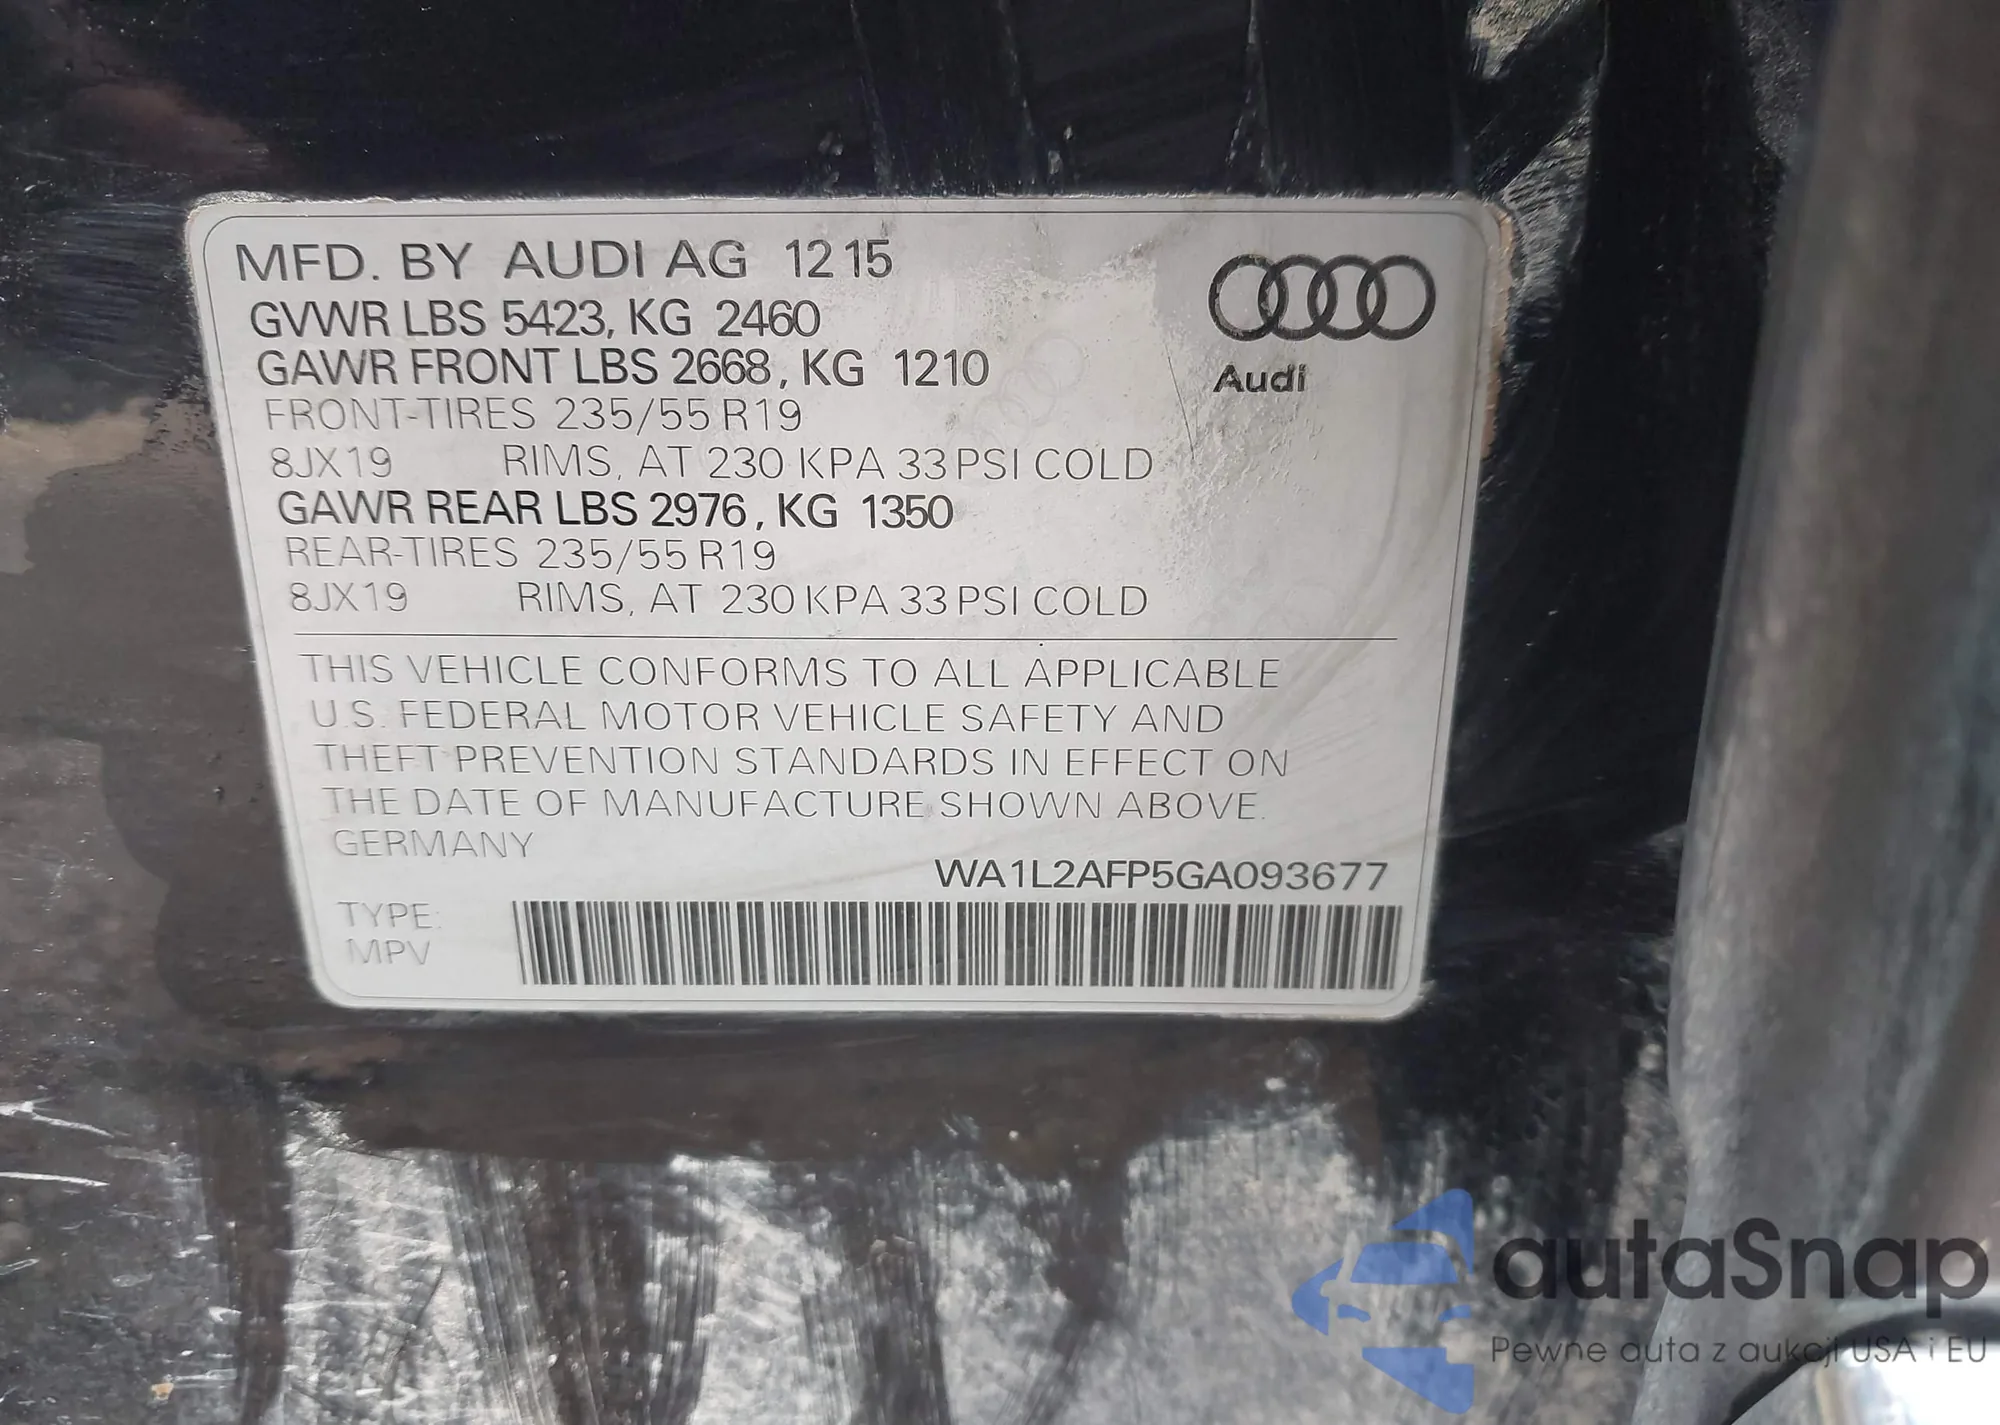 MFD. BY AUDI AG 12 15
GVWR LBS 5423, KG 2460
GAWR FRONT LBS 2668, KG 1210
FRONT-TIRES 235/55 R19
8JX19 RIMS, AT 230 KPA 33 PSI COLD
GAWR REAR LBS 2976, KG 1350
REAR-TIRES 235/55 R19
8JX19 RIMS, AT 230 KPA 33 PSI COLD
Audi
THIS VEHICLE CONFORMS TO ALL APPLICABLE
U.S. FEDERAL MOTOR VEHICLE SAFETY AND
THEFT PREVENTION STANDARDS IN EFFECT ON
THE DATE OF MANUFACTURE SHOWN ABOVE.
GERMANY
WA1L2AFP5GA093677
TYPE:
MPV
autaSnap
Pewne auta z aukcji USA i EU